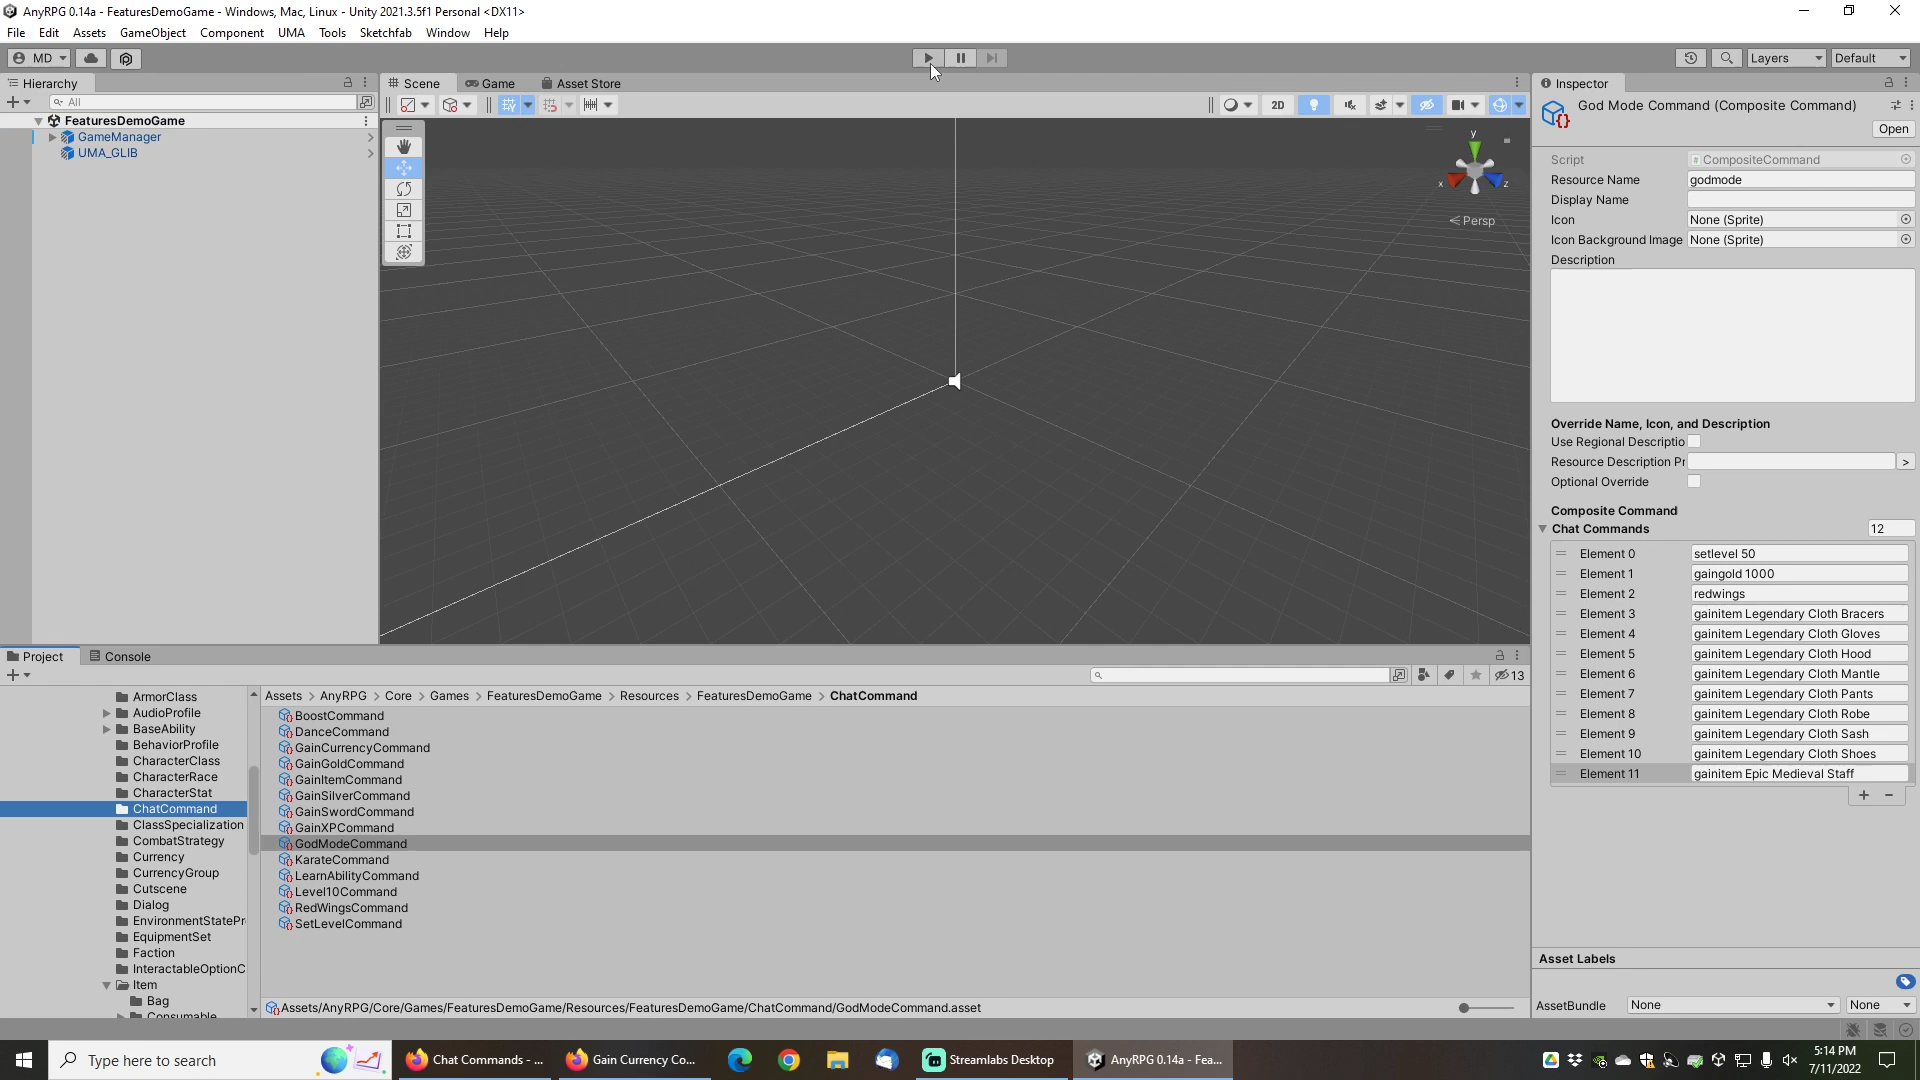 AnyRPG 0.14a - FeaturesDemoGame - Windows, Mac, Linux - Unity 2021.3.5f1 Personal <DX11>
File Edit Assets GameObject Component UMA Tools Sketchfab Window Help
MD
Layers
Default
Hierarchy
Scene
Game
Asset Store
Inspector
All
2D
FeaturesDemoGame
GameManager
UMA_GLIB
y
x
z
Persp
God Mode Command (Composite Command)
Open
Script
CompositeCommand
Resource Name
godmode
Display Name
Icon
None (Sprite)
Icon Background Image
None (Sprite)
Description
Override Name, Icon, and Description
Use Regional Descriptio
Resource Description Pr
>
Optional Override
Composite Command
Chat Commands
12
Element 0
setlevel 50
Element 1
gaingold 1000
Element 2
redwings
Element 3
gainitem Legendary Cloth Bracers
Element 4
gainitem Legendary Cloth Gloves
Element 5
gainitem Legendary Cloth Hood
Element 6
gainitem Legendary Cloth Mantle
Element 7
gainitem Legendary Cloth Pants
Element 8
gainitem Legendary Cloth Robe
Element 9
gainitem Legendary Cloth Sash
Element 10
gainitem Legendary Cloth Shoes
Element 11
gainitem Epic Medieval Staff
+ -
Asset Labels
AssetBundle
None
None
Project
Console
13
ArmorClass
AudioProfile
BaseAbility
BehaviorProfile
CharacterClass
CharacterRace
CharacterStat
ChatCommand
ClassSpecialization
CombatStrategy
Currency
CurrencyGroup
Cutscene
Dialog
EnvironmentStatePr
EquipmentSet
Faction
InteractableOptionC
Item
Bag
Consumable
Assets > AnyRPG > Core > Games > FeaturesDemoGame > Resources > FeaturesDemoGame > ChatCommand
BoostCommand
DanceCommand
GainCurrencyCommand
GainGoldCommand
GainItemCommand
GainSilverCommand
GainSwordCommand
GainXPCommand
GodModeCommand
KarateCommand
LearnAbilityCommand
Level10Command
RedWingsCommand
SetLevelCommand
Assets/AnyRPG/Core/Games/FeaturesDemoGame/Resources/FeaturesDemoGame/ChatCommand/GodModeCommand.asset
Type here to search
Chat Commands - ...
Gain Currency Co...
Streamlabs Desktop
AnyRPG 0.14a - Fea...
5:14 PM
7/11/2022